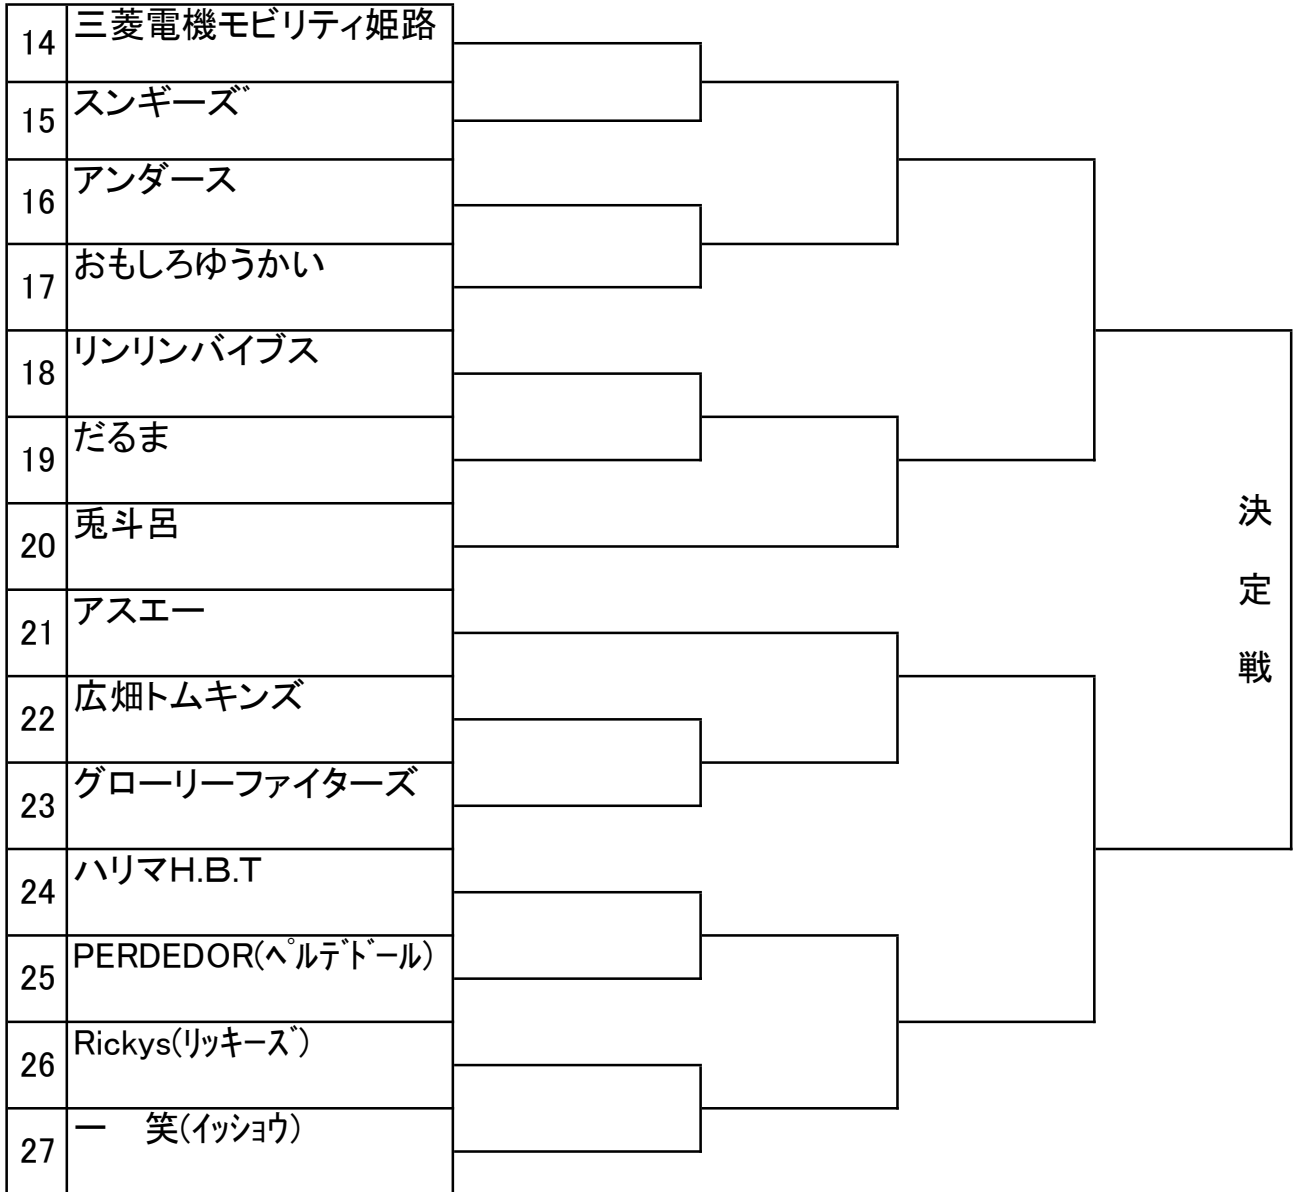 14 三菱電機モビリティ姫路
15 スンギーズ゛
16 アンダース
17 おもしろゆうかい
18 リンリンバイブス
19 だるま
20 兎斗呂
21 アスエー
22 広畑トムキンズ
23 グローリーファイターズ
24 ハリマH.B.T
25 PERDEDOR(ﾍﾟﾙﾃﾞﾄﾞｰﾙ)
26 Rickys(ﾘｯｷｰｽﾞ)
27 一　笑(ｲｯｼｮｳ)
決
定
戦